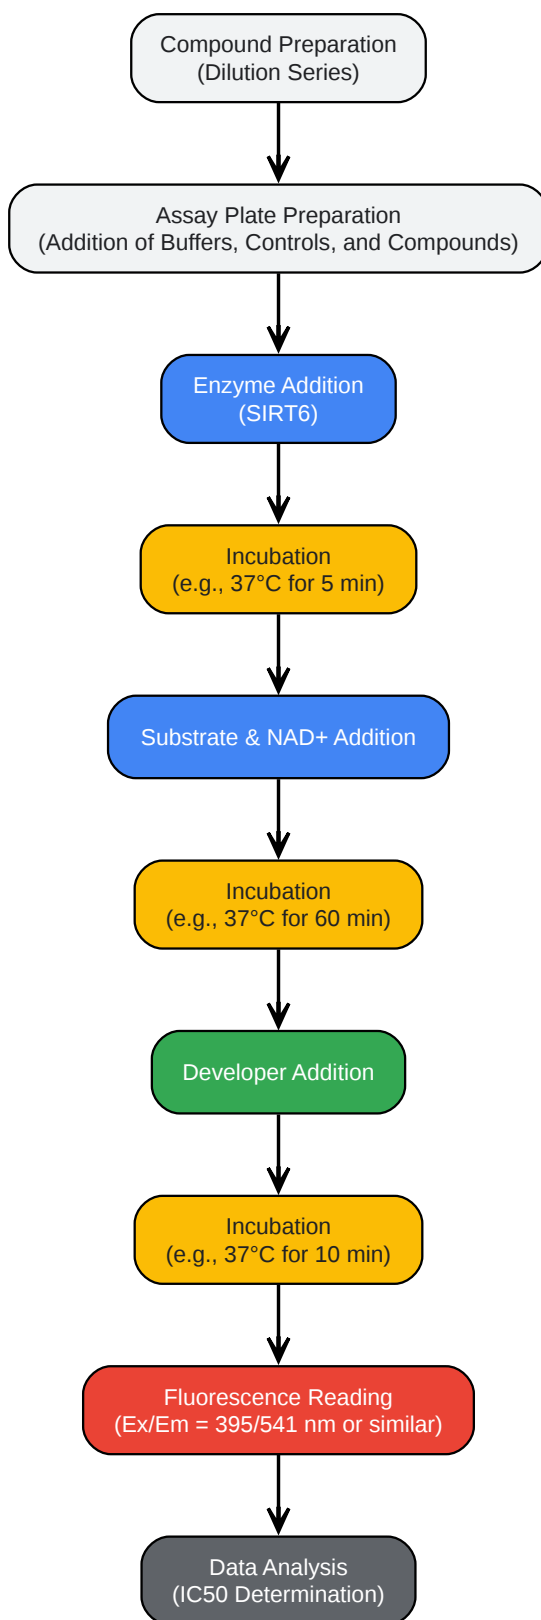 Compound Preparation
(Dilution Series)
Assay Plate Preparation
(Addition of Buffers, Controls, and Compounds)
Enzyme Addition
(SIRT6)
Incubation
(e.g., 37°C for 5 min)
Substrate & NAD+ Addition
Incubation
(e.g., 37°C for 60 min)
Developer Addition
Incubation
(e.g., 37°C for 10 min)
Fluorescence Reading
(Ex/Em = 395/541 nm or similar)
Data Analysis
(IC50 Determination)